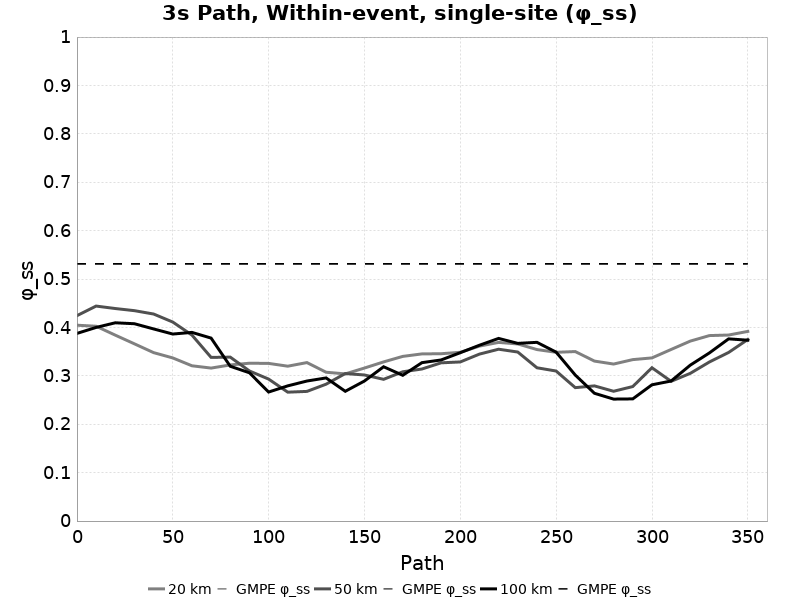 3s Path, Within-event, single-site (φ_ss)
1
0.9
0.8
0.7
0.6
0.5
0.4
0.3
0.2
0.1
0
φ_ss
0 50 100 150 200 250 300 350
Path
20 km GMPE φ_ss 50 km GMPE φ_ss 100 km GMPE φ_ss